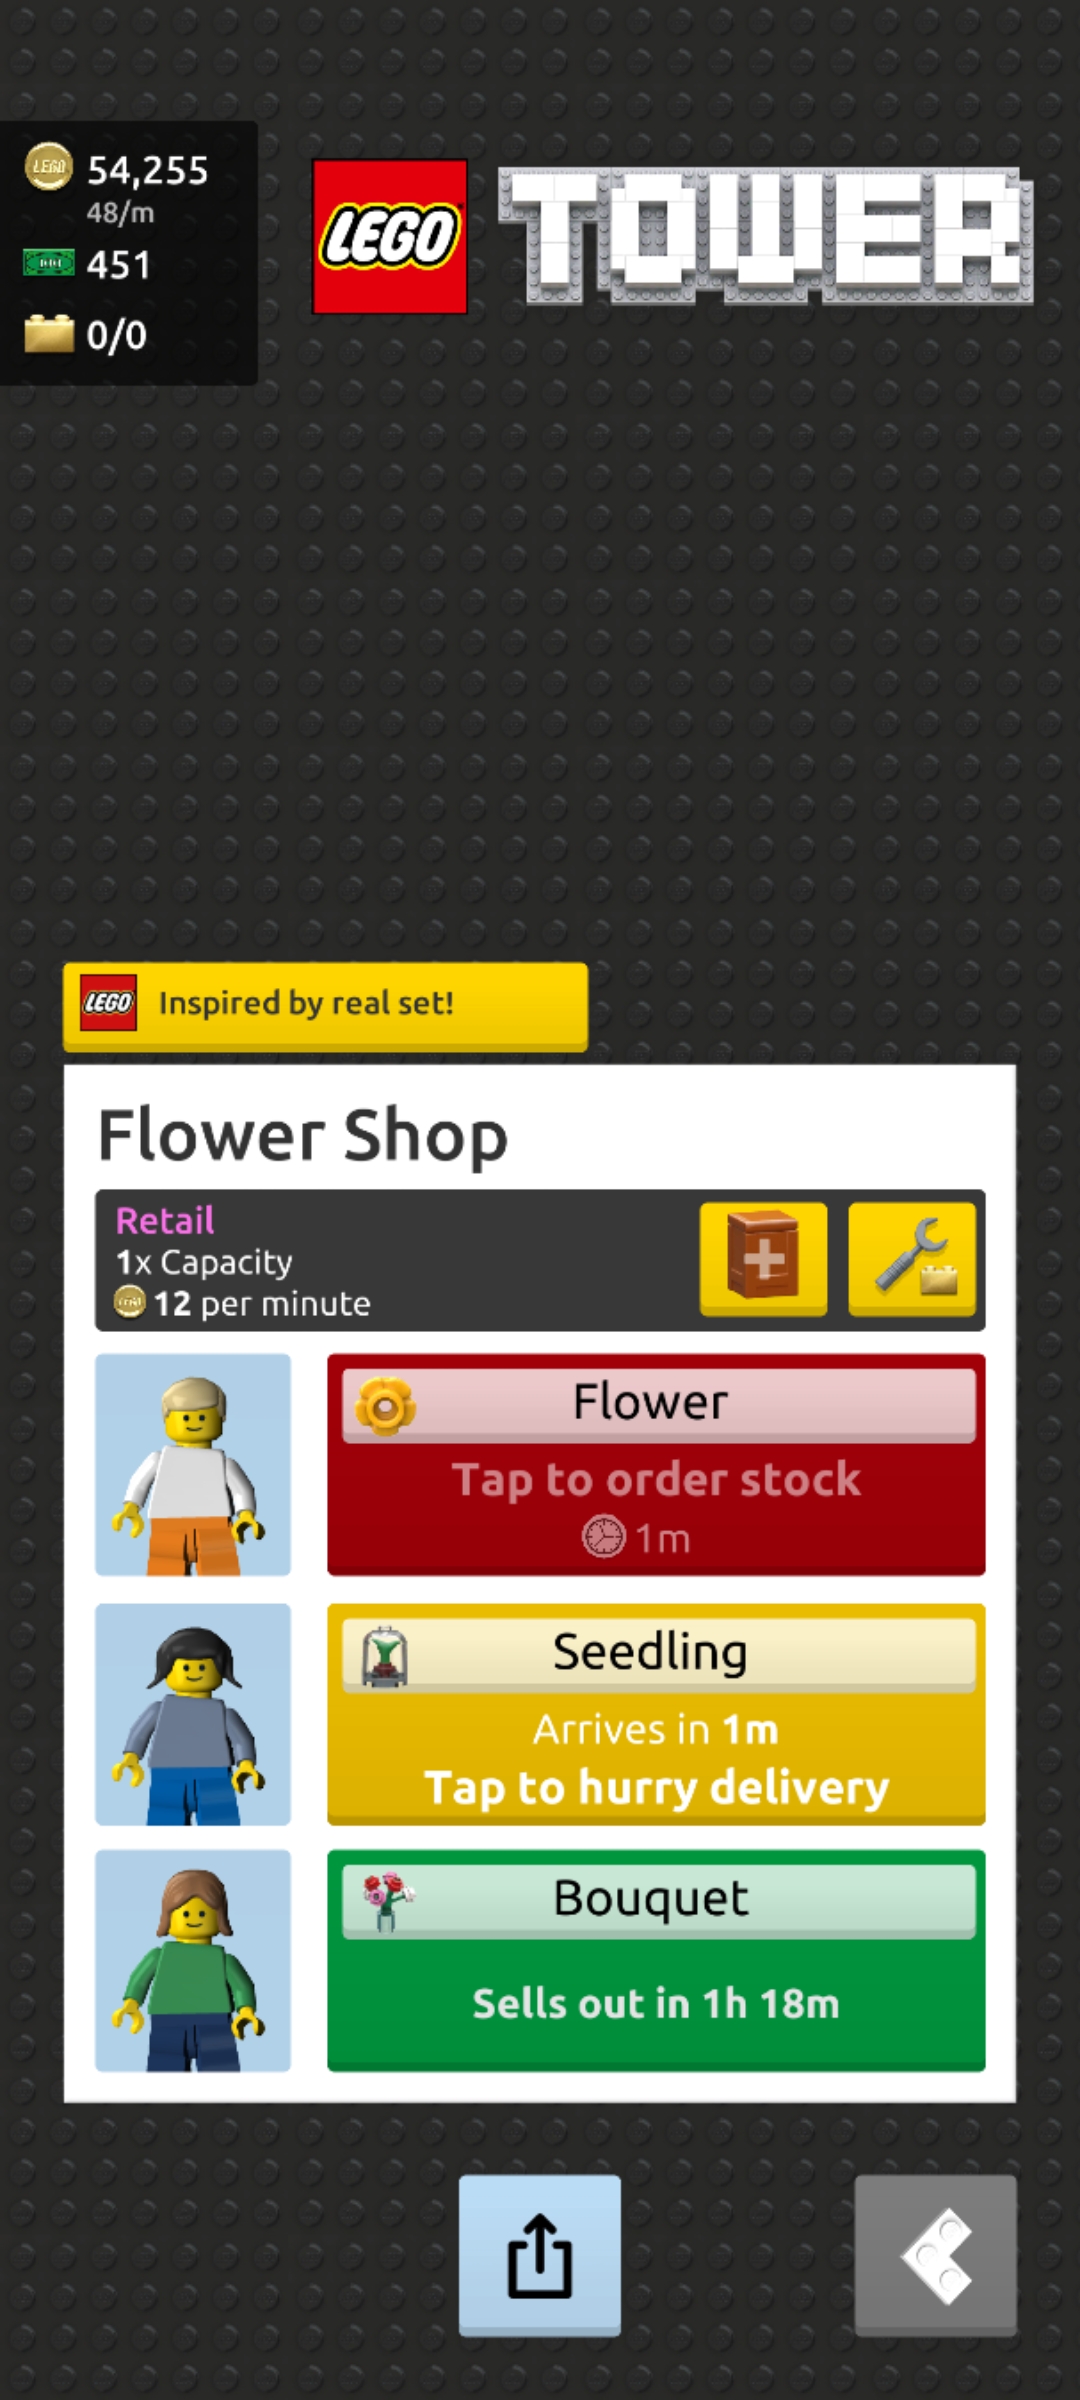 LEGO
54,255
48/m
451
0/0
LEGO
TOWER
LEGO
Inspired by real set!
Flower Shop
Retail
1x Capacity
12 per minute
Flower
Tap to order stock
1m
Seedling
Arrives in 1m
Tap to hurry delivery
Bouquet
Sells out in 1h 18m